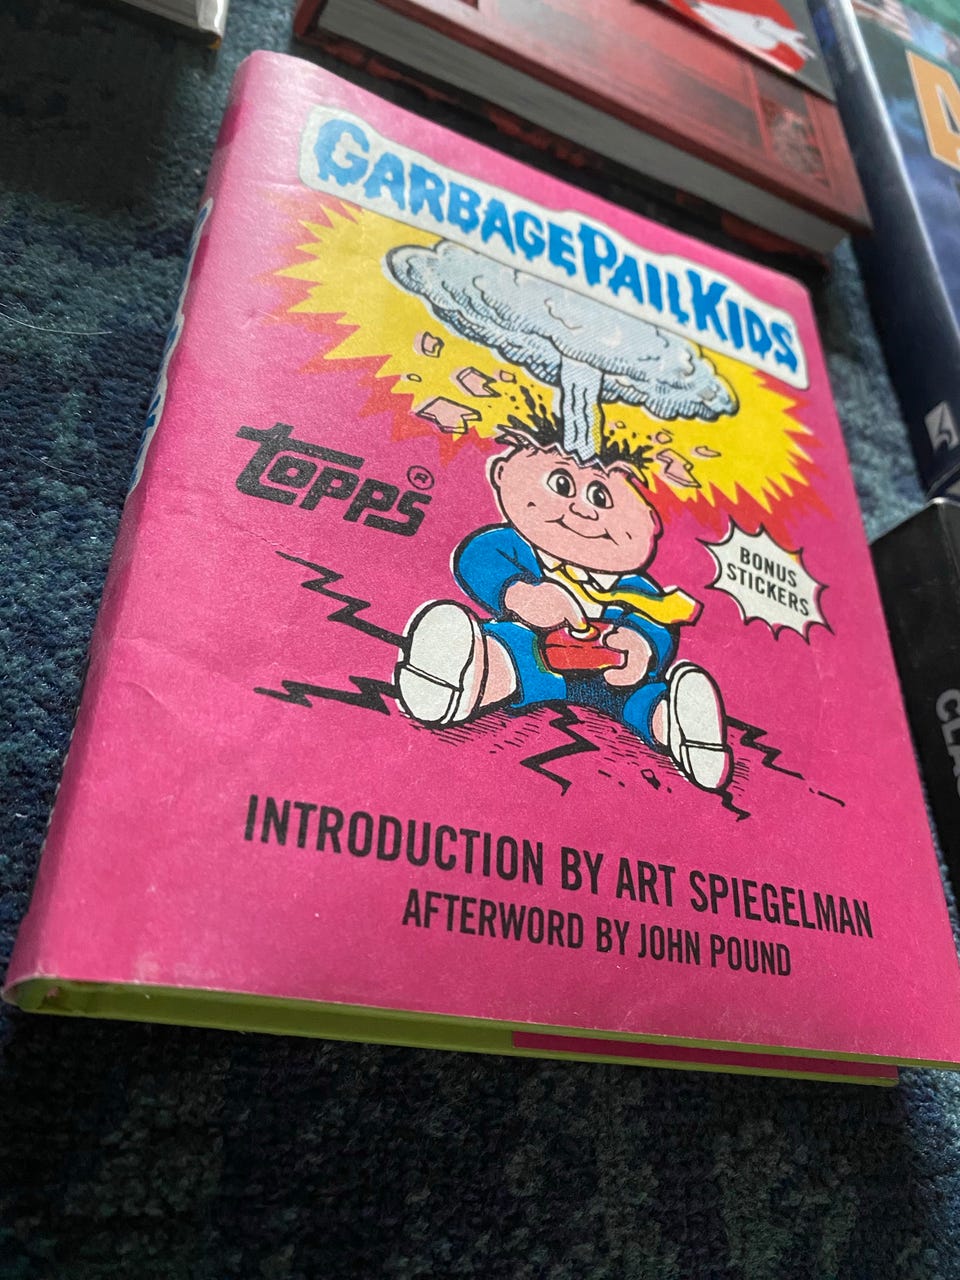 GARBAGE PAIL KIDS
topps®
BONUS
STICKERS
INTRODUCTION BY ART SPIEGELMAN
AFTERWORD BY JOHN POUND